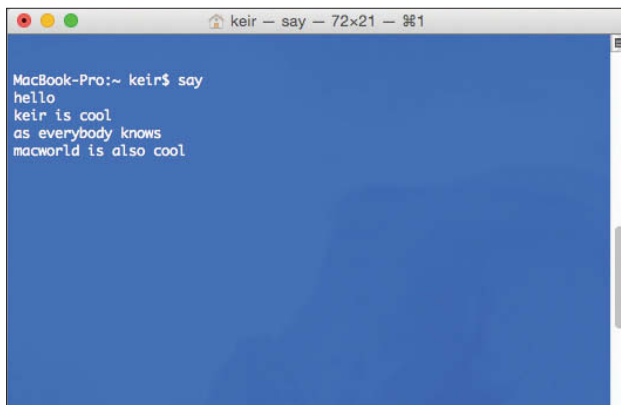 keir — say — 72×21 — ⌘1
MacBook-Pro:~ keir$ say
hello
keir is cool
as everybody knows
macworld is also cool